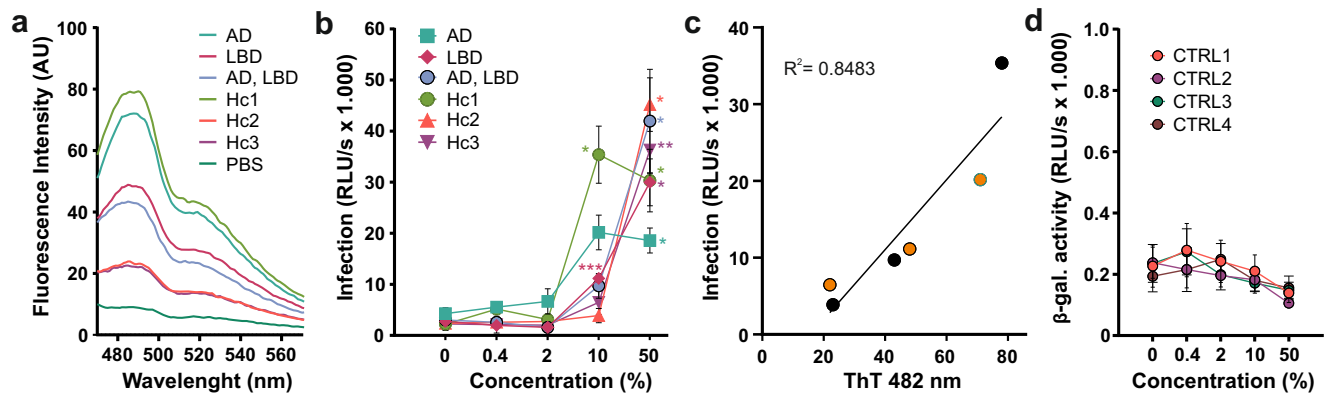 a
Fluorescence Intensity (AU)
100
80
60
40
20
0
480 500 520 540 560
Wavelenght (nm)
AD
LBD
AD, LBD
Hc1
Hc2
Hc3
PBS
b
Infection (RLU/s x 1.000)
60
50
40
30
20
10
0
0 0.4 2 10 50
Concentration (%)
AD
LBD
AD, LBD
Hc1
Hc2
Hc3
*
***
*
*
**
*
*
*
c
Infection (RLU/s x 1.000)
40
30
20
10
0
0 20 40 60 80
ThT 482 nm
R²= 0.8483
d
β-gal. activity (RLU/s x 1.000)
1.0
0.8
0.6
0.4
0.2
0
0 0.4 2 10 50
Concentration (%)
CTRL1
CTRL2
CTRL3
CTRL4